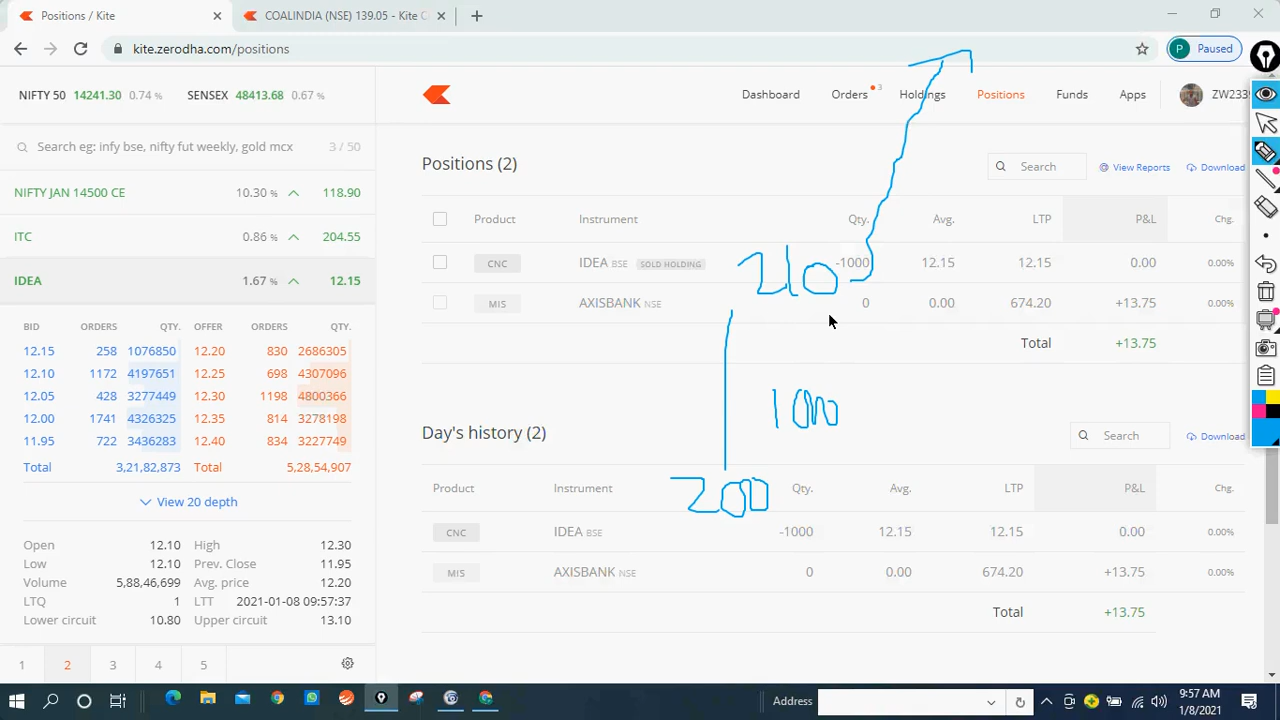 Positions / Kite
COALINDIA (NSE) 139.05 - Kite C
kite.zerodha.com/positions
P Paused
NIFTY 50 14241.30 0.74 % SENSEX 48413.68 0.67 %
Dashboard Orders 3 Holdings Positions Funds Apps ZW233
Search eg: infy bse, nifty fut weekly, gold mcx 3 / 50
NIFTY JAN 14500 CE 10.30 % 118.90
ITC 0.86 % 204.55
IDEA 1.67 % 12.15
BID ORDERS QTY. OFFER ORDERS QTY.
12.15 258 1076850 12.20 830 2686305
12.10 1172 4197651 12.25 698 4307096
12.05 428 3277449 12.30 1198 4800366
12.00 1741 4326325 12.35 814 3278198
11.95 722 3436283 12.40 834 3227749
Total 3,21,82,873 Total 5,28,54,907
View 20 depth
Open 12.10 High 12.30
Low 12.10 Prev. Close 11.95
Volume 5,88,46,699 Avg. price 12.20
LTQ 1 LTT 2021-01-08 09:57:37
Lower circuit 10.80 Upper circuit 13.10
1 2 3 4 5
Positions (2) Search View Reports Download
Product Instrument Qty. Avg. LTP P&L Chg.
CNC IDEA BSE SOLD HOLDING -1000 12.15 12.15 0.00 0.00%
MIS AXISBANK NSE 0 0.00 674.20 +13.75 0.00%
Total +13.75
210
1000
200
Day's history (2) Search Download
Product Instrument Qty. Avg. LTP P&L Chg.
CNC IDEA BSE -1000 12.15 12.15 0.00 0.00%
MIS AXISBANK NSE 0 0.00 674.20 +13.75 0.00%
Total +13.75
Address
9:57 AM
1/8/2021